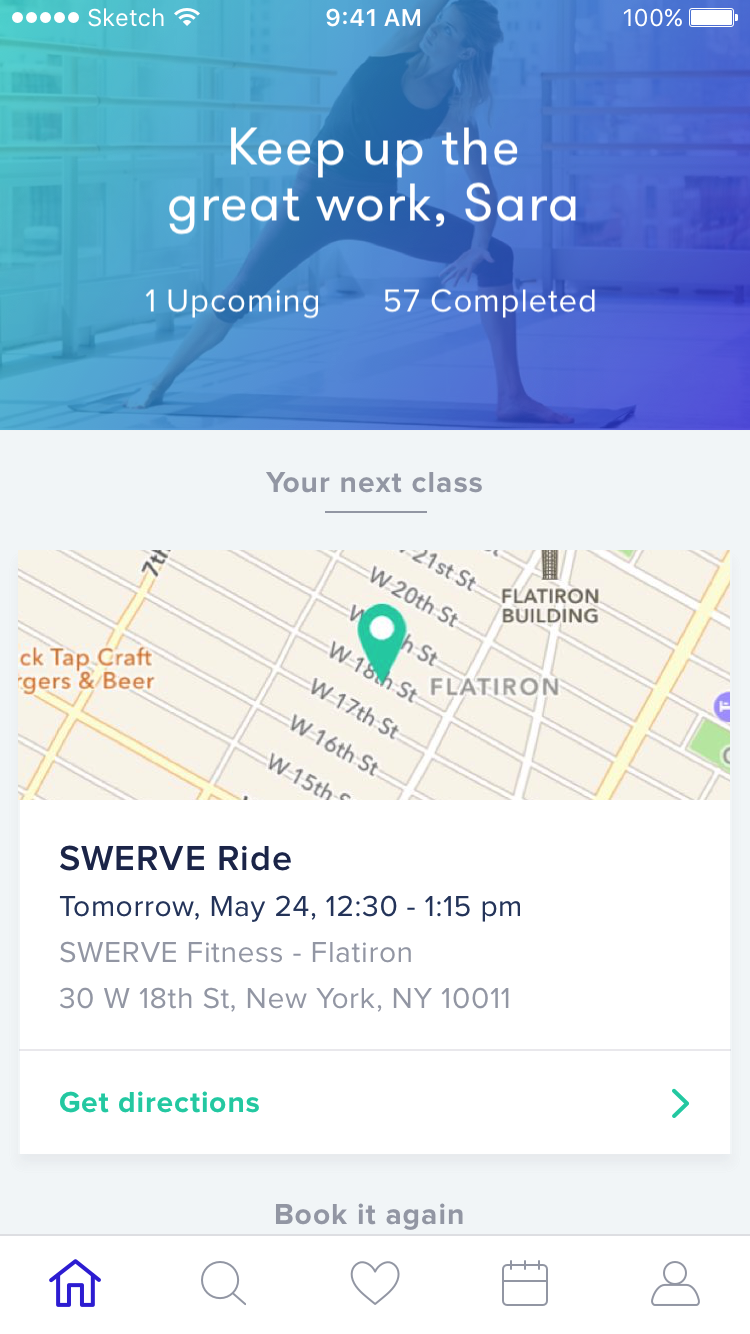 Sketch 9:41 AM 100%
Keep up the
great work, Sara
1 Upcoming 57 Completed
Your next class
7th
21st St
W 20th St
FLATIRON
BUILDING
W h St
ck Tap Craft
gers & Beer
W 18th St
FLATIRON
W 17th St
W 16th St
W 15th S
SWERVE Ride
Tomorrow, May 24, 12:30 - 1:15 pm
SWERVE Fitness - Flatiron
30 W 18th St, New York, NY 10011
Get directions
Book it again